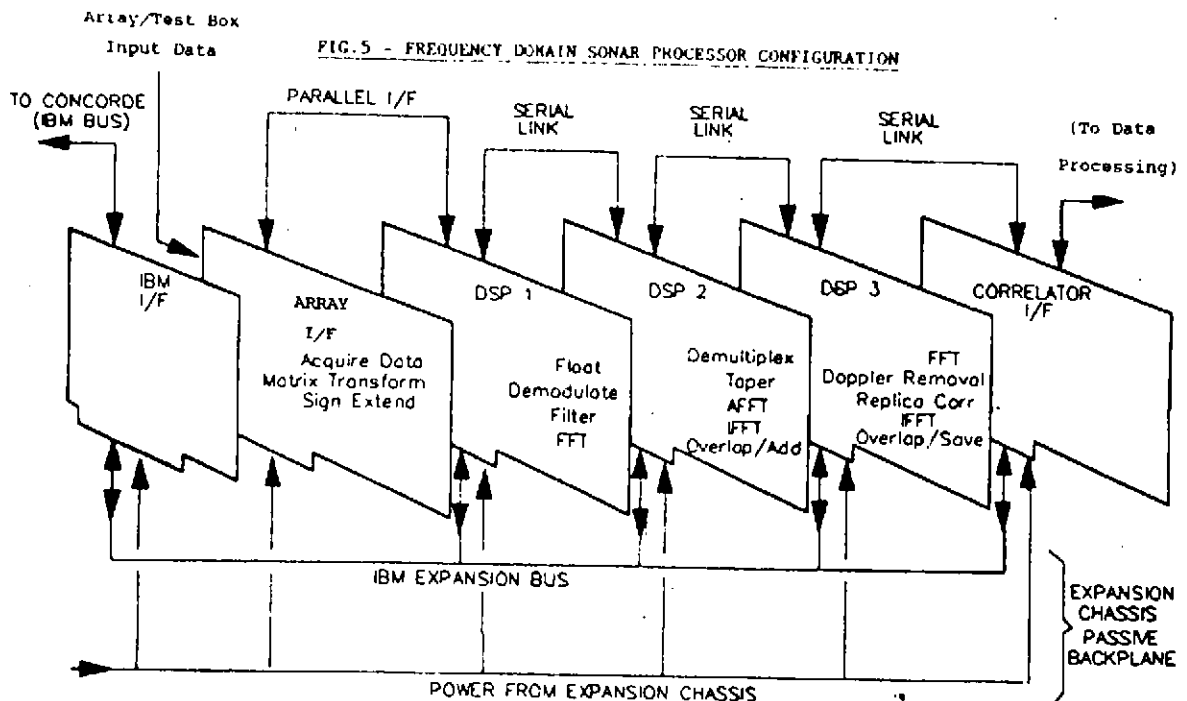 Array/Test Box
Input Data
FIG.5 - FREQUENCY DOMAIN SONAR PROCESSOR CONFIGURATION
TO CONCORDE
(IBM BUS)
PARALLEL I/F
SERIAL
LINK
SERIAL
LINK
SERIAL
LINK
(To Data
Processing)
IBM
I/F
ARRAY
I/F
Acquire Data
Matrix Transform
Sign Extend
DSP 1
Float
Demodulate
Filter
FFT
DSP 2
Demultiplex
Taper
AFFT
IFFT
Overlap/Add
DSP 3
FFT
Doppler Removal
Replica Corr
IFFT
Overlap/Save
CORRELATOR
I/F
IBM EXPANSION BUS
EXPANSION
CHASSIS
PASSIVE
BACKPLANE
POWER FROM EXPANSION CHASSIS